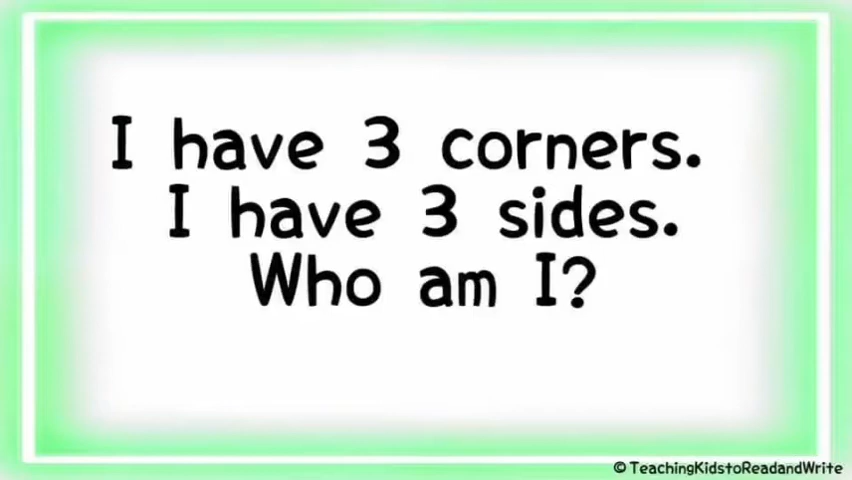 I have 3 corners.
I have 3 sides.
Who am I?
© TeachingKidstoReadandWrite